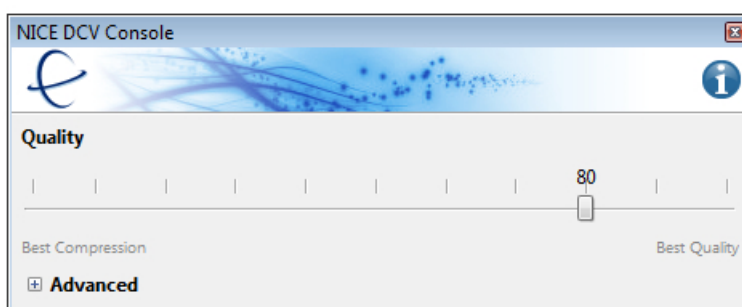 NICE DCV Console
Quality
80
Best Compression
Best Quality
Advanced